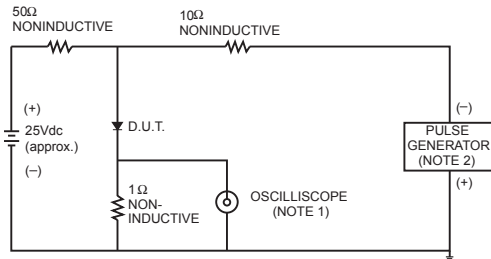 50Ω
NONINDUCTIVE
10Ω
NONINDUCTIVE
(+)
25Vdc
(approx.)
(–)
D.U.T.
1Ω
NON-
INDUCTIVE
OSCILLISCOPE
(NOTE 1)
(–)
PULSE
GENERATOR
(NOTE 2)
(+)